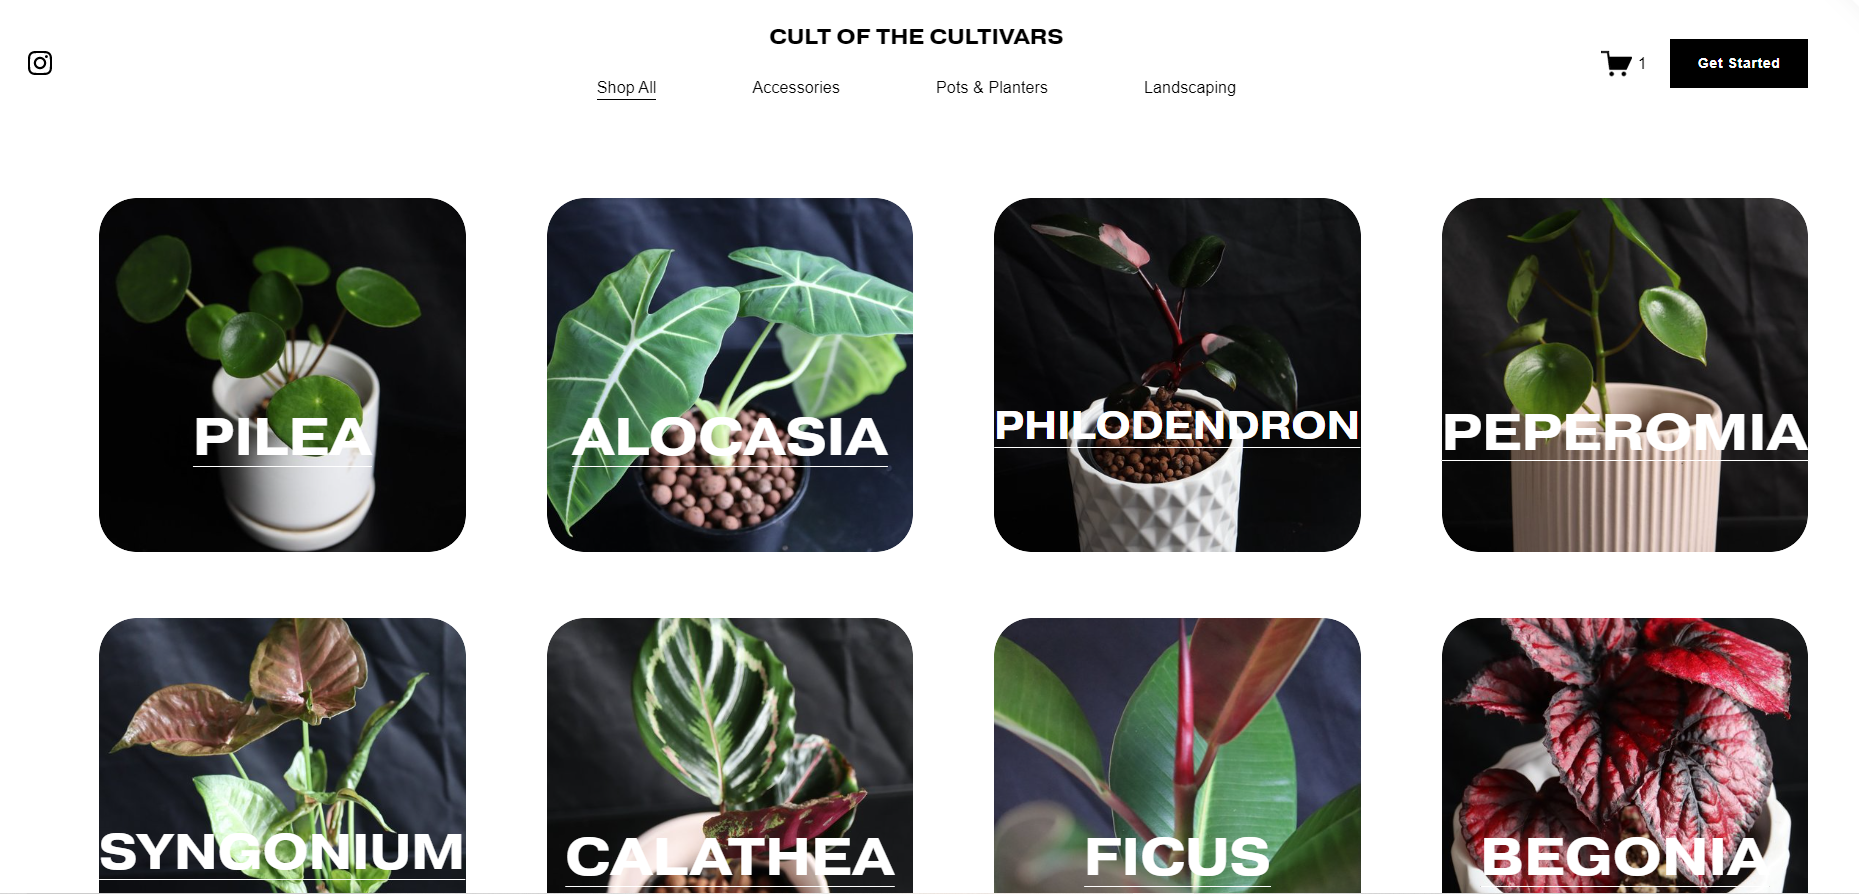 CULT OF THE CULTIVARS
Shop All
Accessories
Pots & Planters
Landscaping
1
Get Started
PILEA
ALOCASIA
PHILODENDRON
PEPEROMIA
SYNGONIUM
CALATHEA
FICUS
BEGONIA